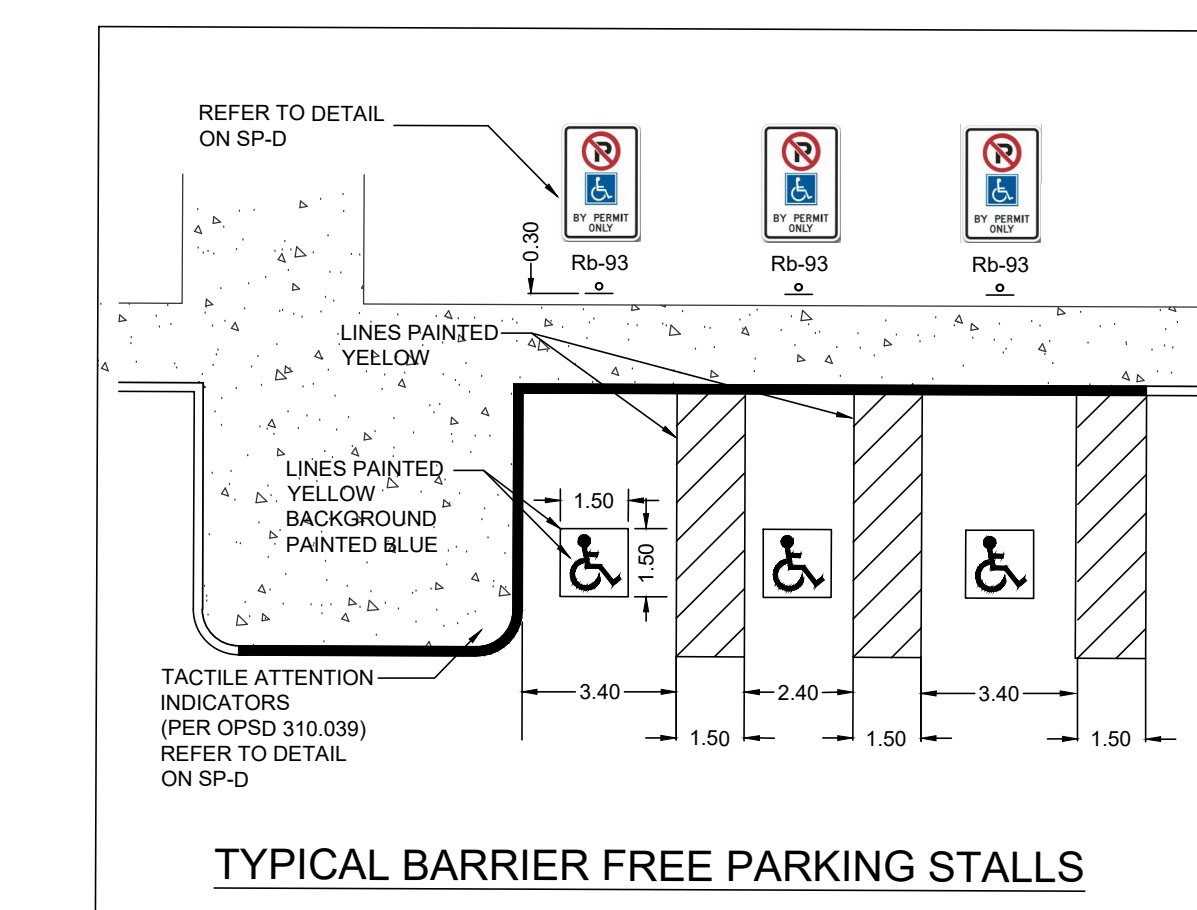 REFER TO DETAIL
ON SP-D
P
BY PERMIT
ONLY
P
BY PERMIT
ONLY
P
BY PERMIT
ONLY
0.30
Rb-93
Rb-93
Rb-93
LINES PAINTED
YELLOW
LINES PAINTED
YELLOW
BACKGROUND
PAINTED BLUE
1.50
1.50
TACTILE ATTENTION
INDICATORS
(PER OPSD 310.039)
REFER TO DETAIL
ON SP-D
3.40
2.40
3.40
1.50
1.50
1.50
TYPICAL BARRIER FREE PARKING STALLS